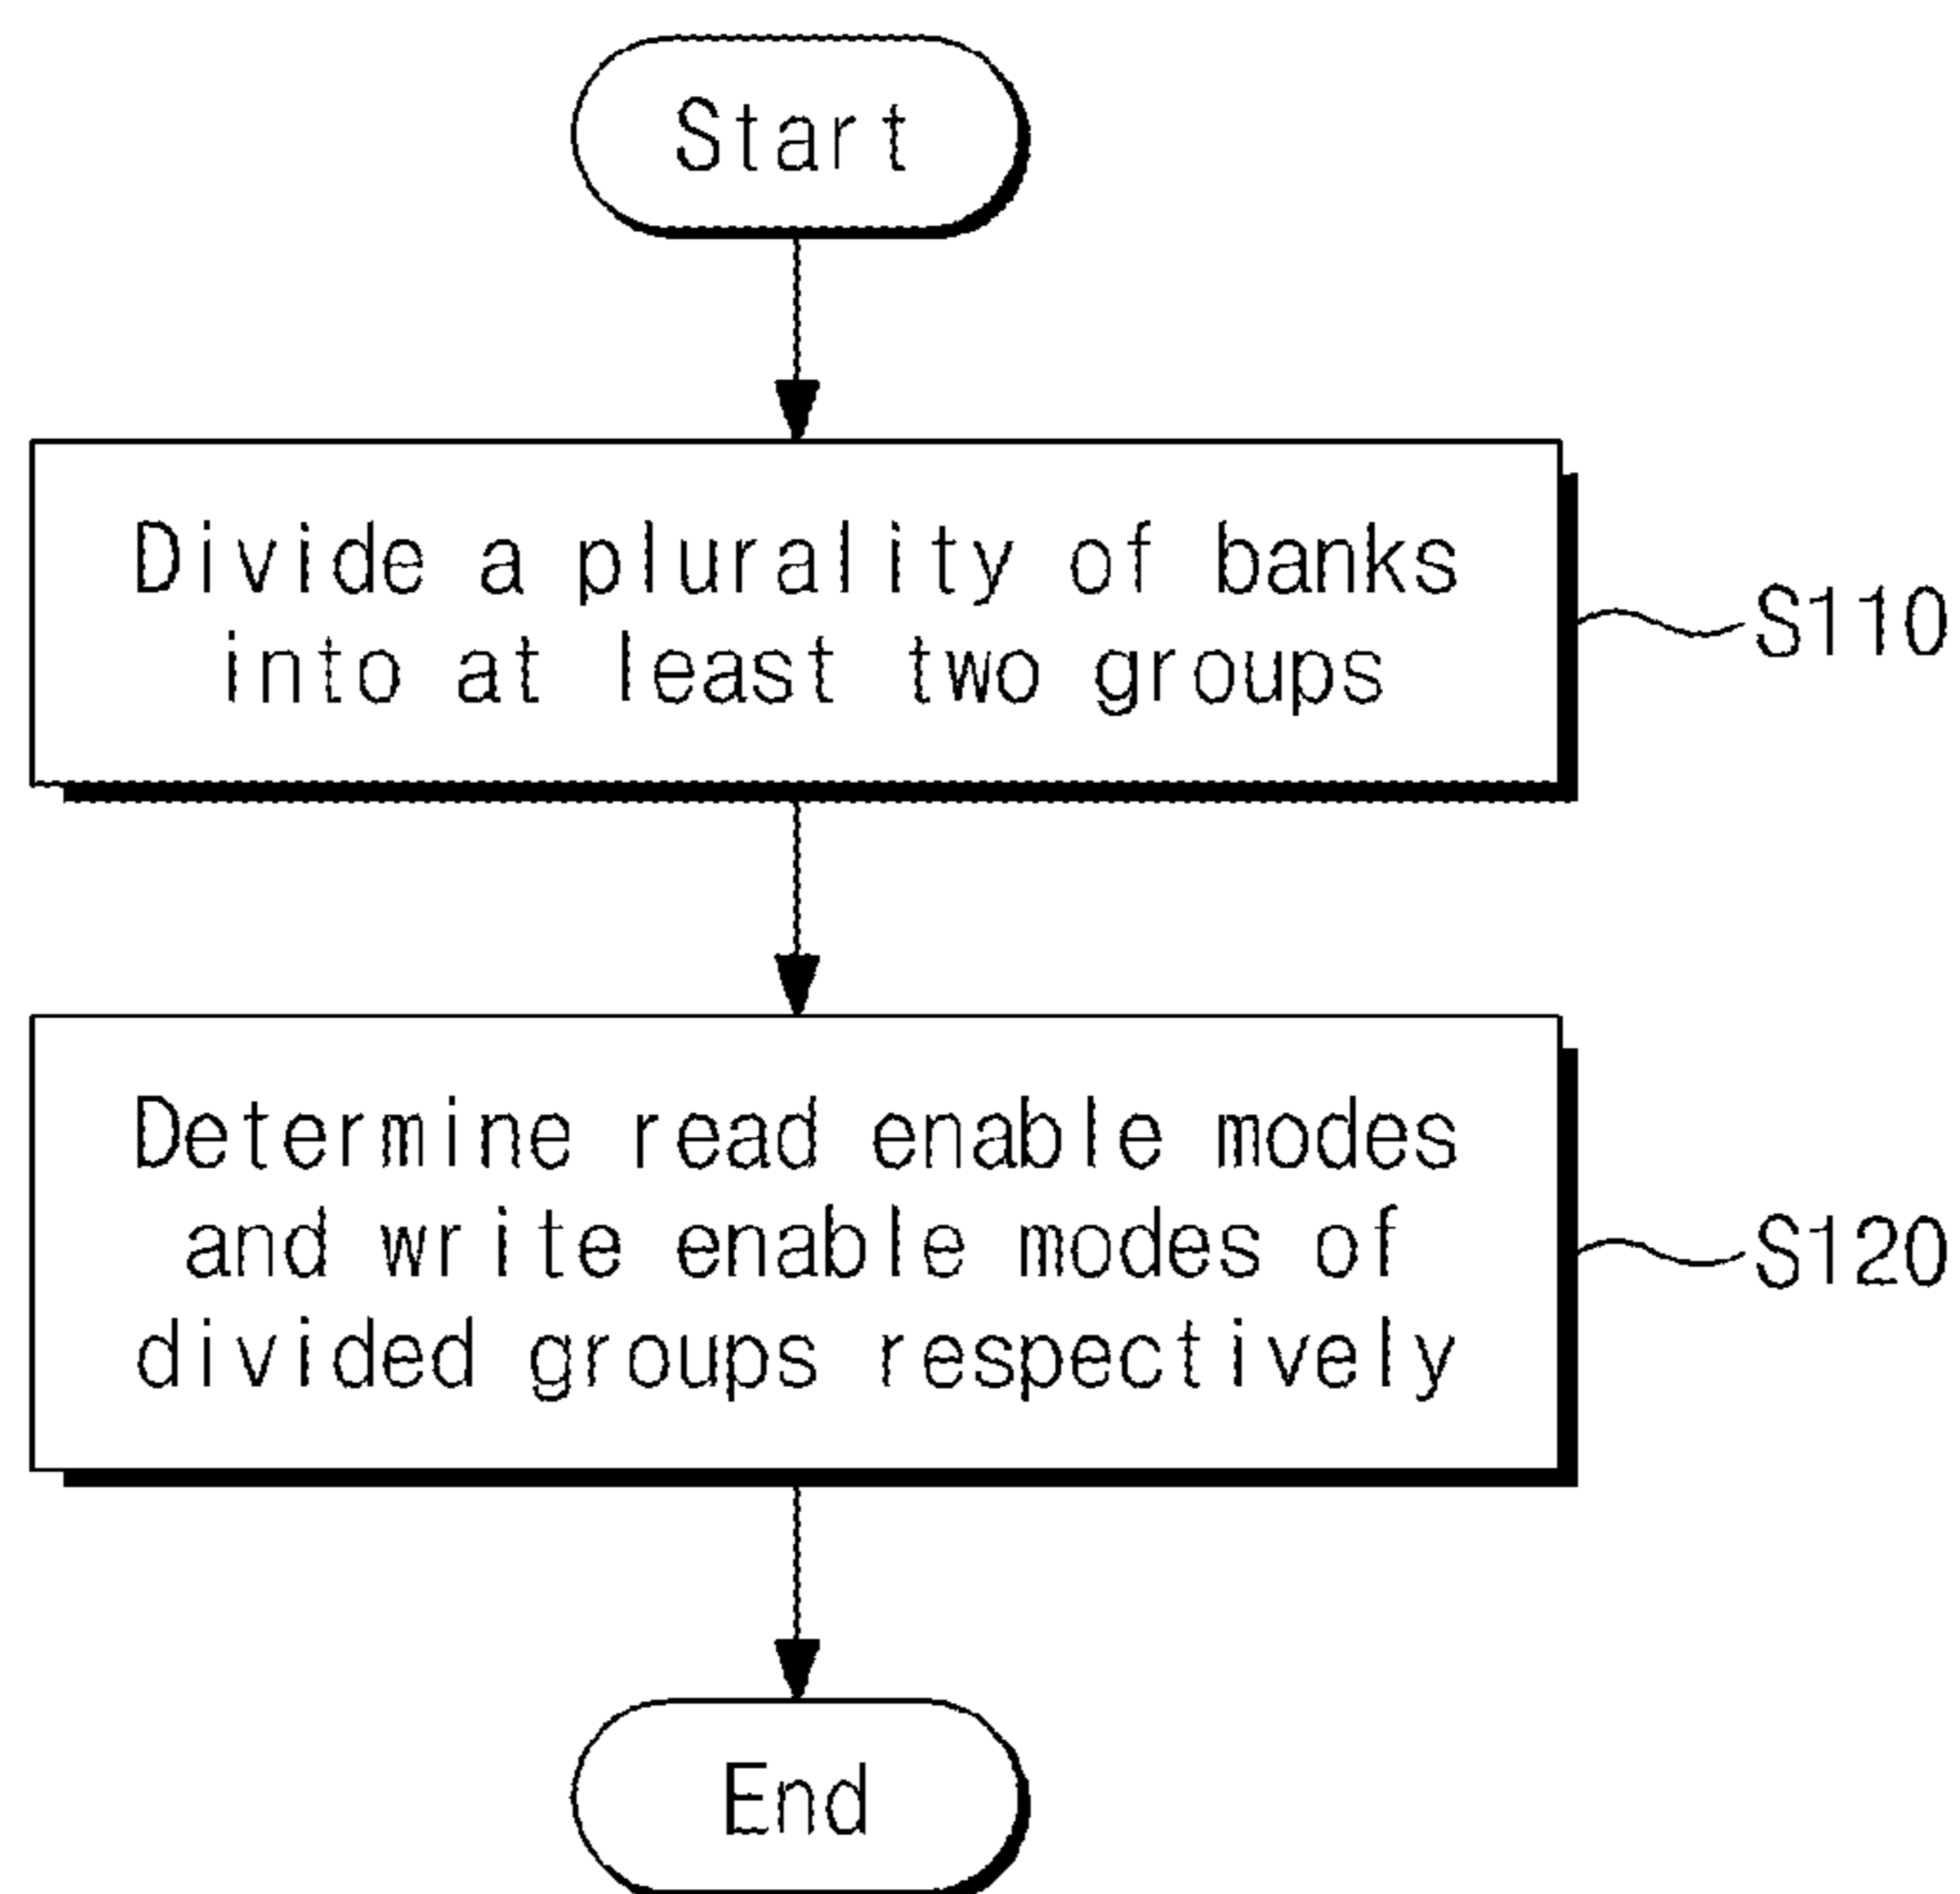 Start
Divide a plurality of banks
into at least two groups
S110
Determine read enable modes
and write enable modes of
divided groups respectively
S120
End